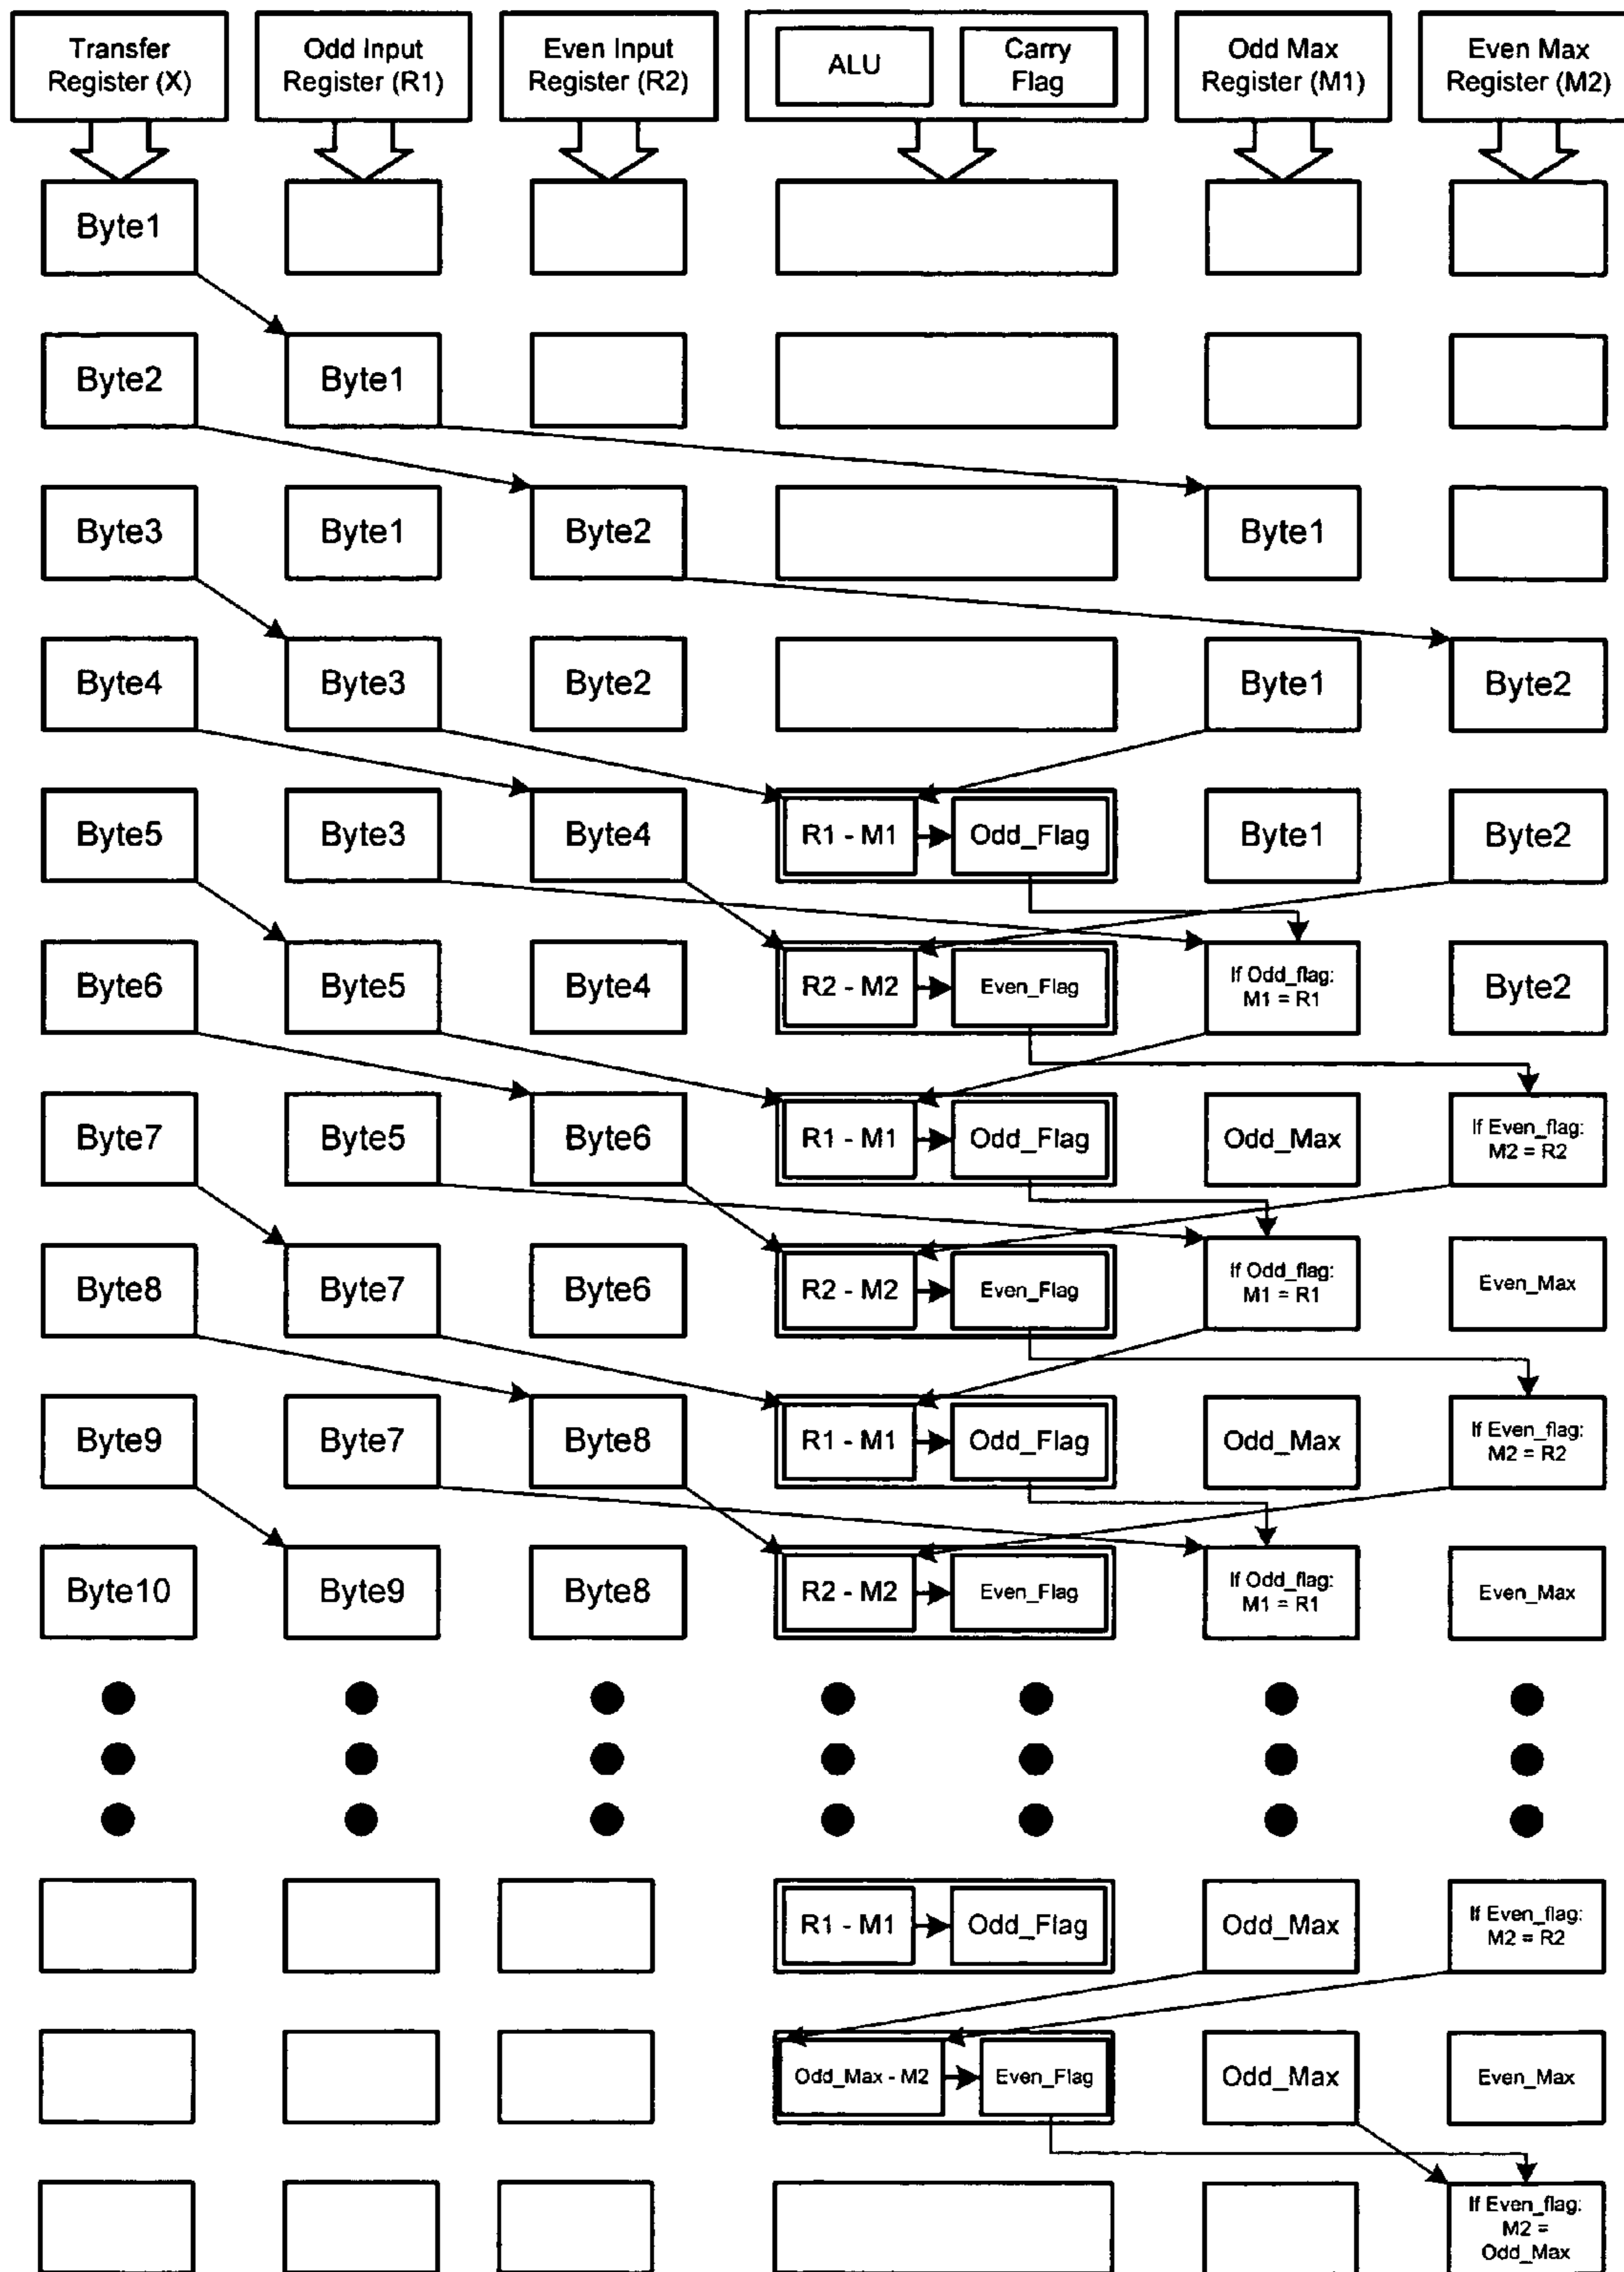 Transfer
Register (X)
Odd Input
Register (R1)
Even Input
Register (R2)
ALU
Carry
Flag
Odd Max
Register (M1)
Even Max
Register (M2)
Byte1
Byte2
Byte1
Byte3
Byte1
Byte2
Byte1
Byte4
Byte3
Byte2
Byte1
Byte2
Byte5
Byte3
Byte4
R1 - M1
Odd_Flag
Byte1
Byte2
Byte6
Byte5
Byte4
R2 - M2
Even_Flag
If Odd_flag:
M1 = R1
Byte2
Byte7
Byte5
Byte6
R1 - M1
Odd_Flag
Odd_Max
If Even_flag:
M2 = R2
Byte8
Byte7
Byte6
R2 - M2
Even_Flag
If Odd_flag:
M1 = R1
Even_Max
Byte9
Byte7
Byte8
R1 - M1
Odd_Flag
Odd_Max
If Even_flag:
M2 = R2
Byte10
Byte9
Byte8
R2 - M2
Even_Flag
If Odd_flag:
M1 = R1
Even_Max
R1 - M1
Odd_Flag
Odd_Max
If Even_flag:
M2 = R2
Odd_Max - M2
Even_Flag
Odd_Max
Even_Max
If Even_flag:
M2 =
Odd_Max